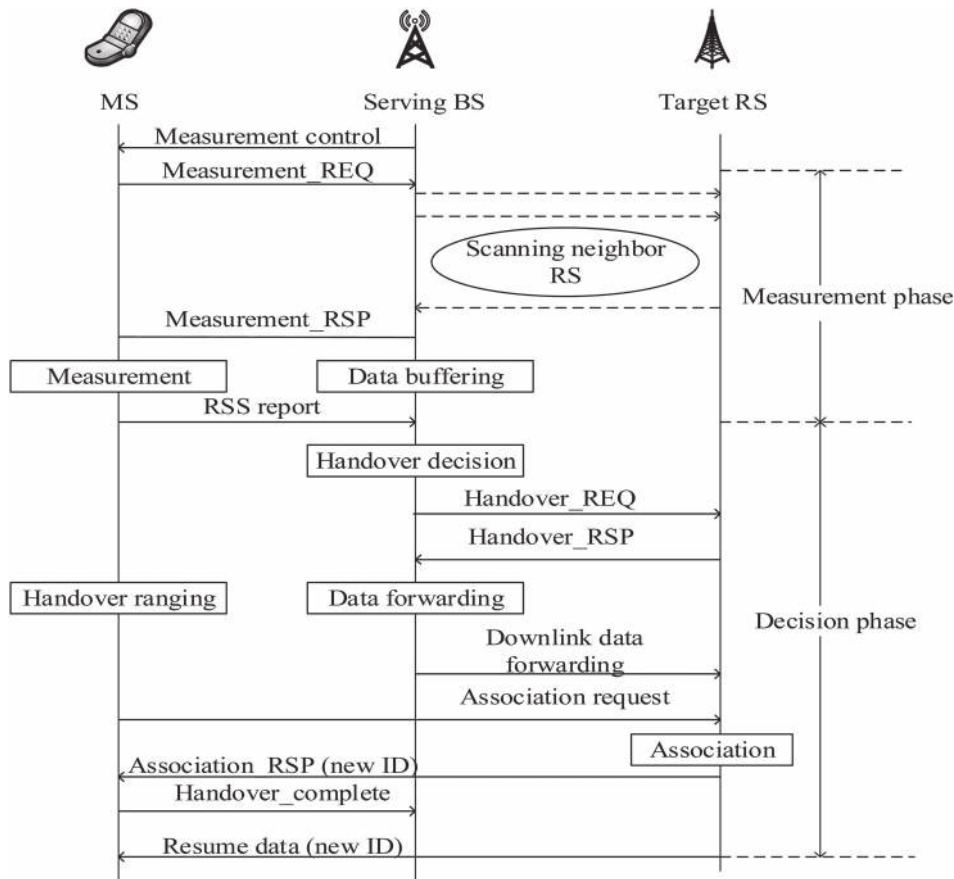 MS
Serving BS
Target RS
Measurement control
Measurement_REQ
Scanning neighbor
RS
Measurement phase
Measurement_RSP
Measurement
Data buffering
RSS report
Handover decision
Handover_REQ
Handover_RSP
Handover ranging
Data forwarding
Decision phase
Downlink data
forwarding
Association request
Association
Association_RSP (new ID)
Handover_complete
Resume data (new ID)